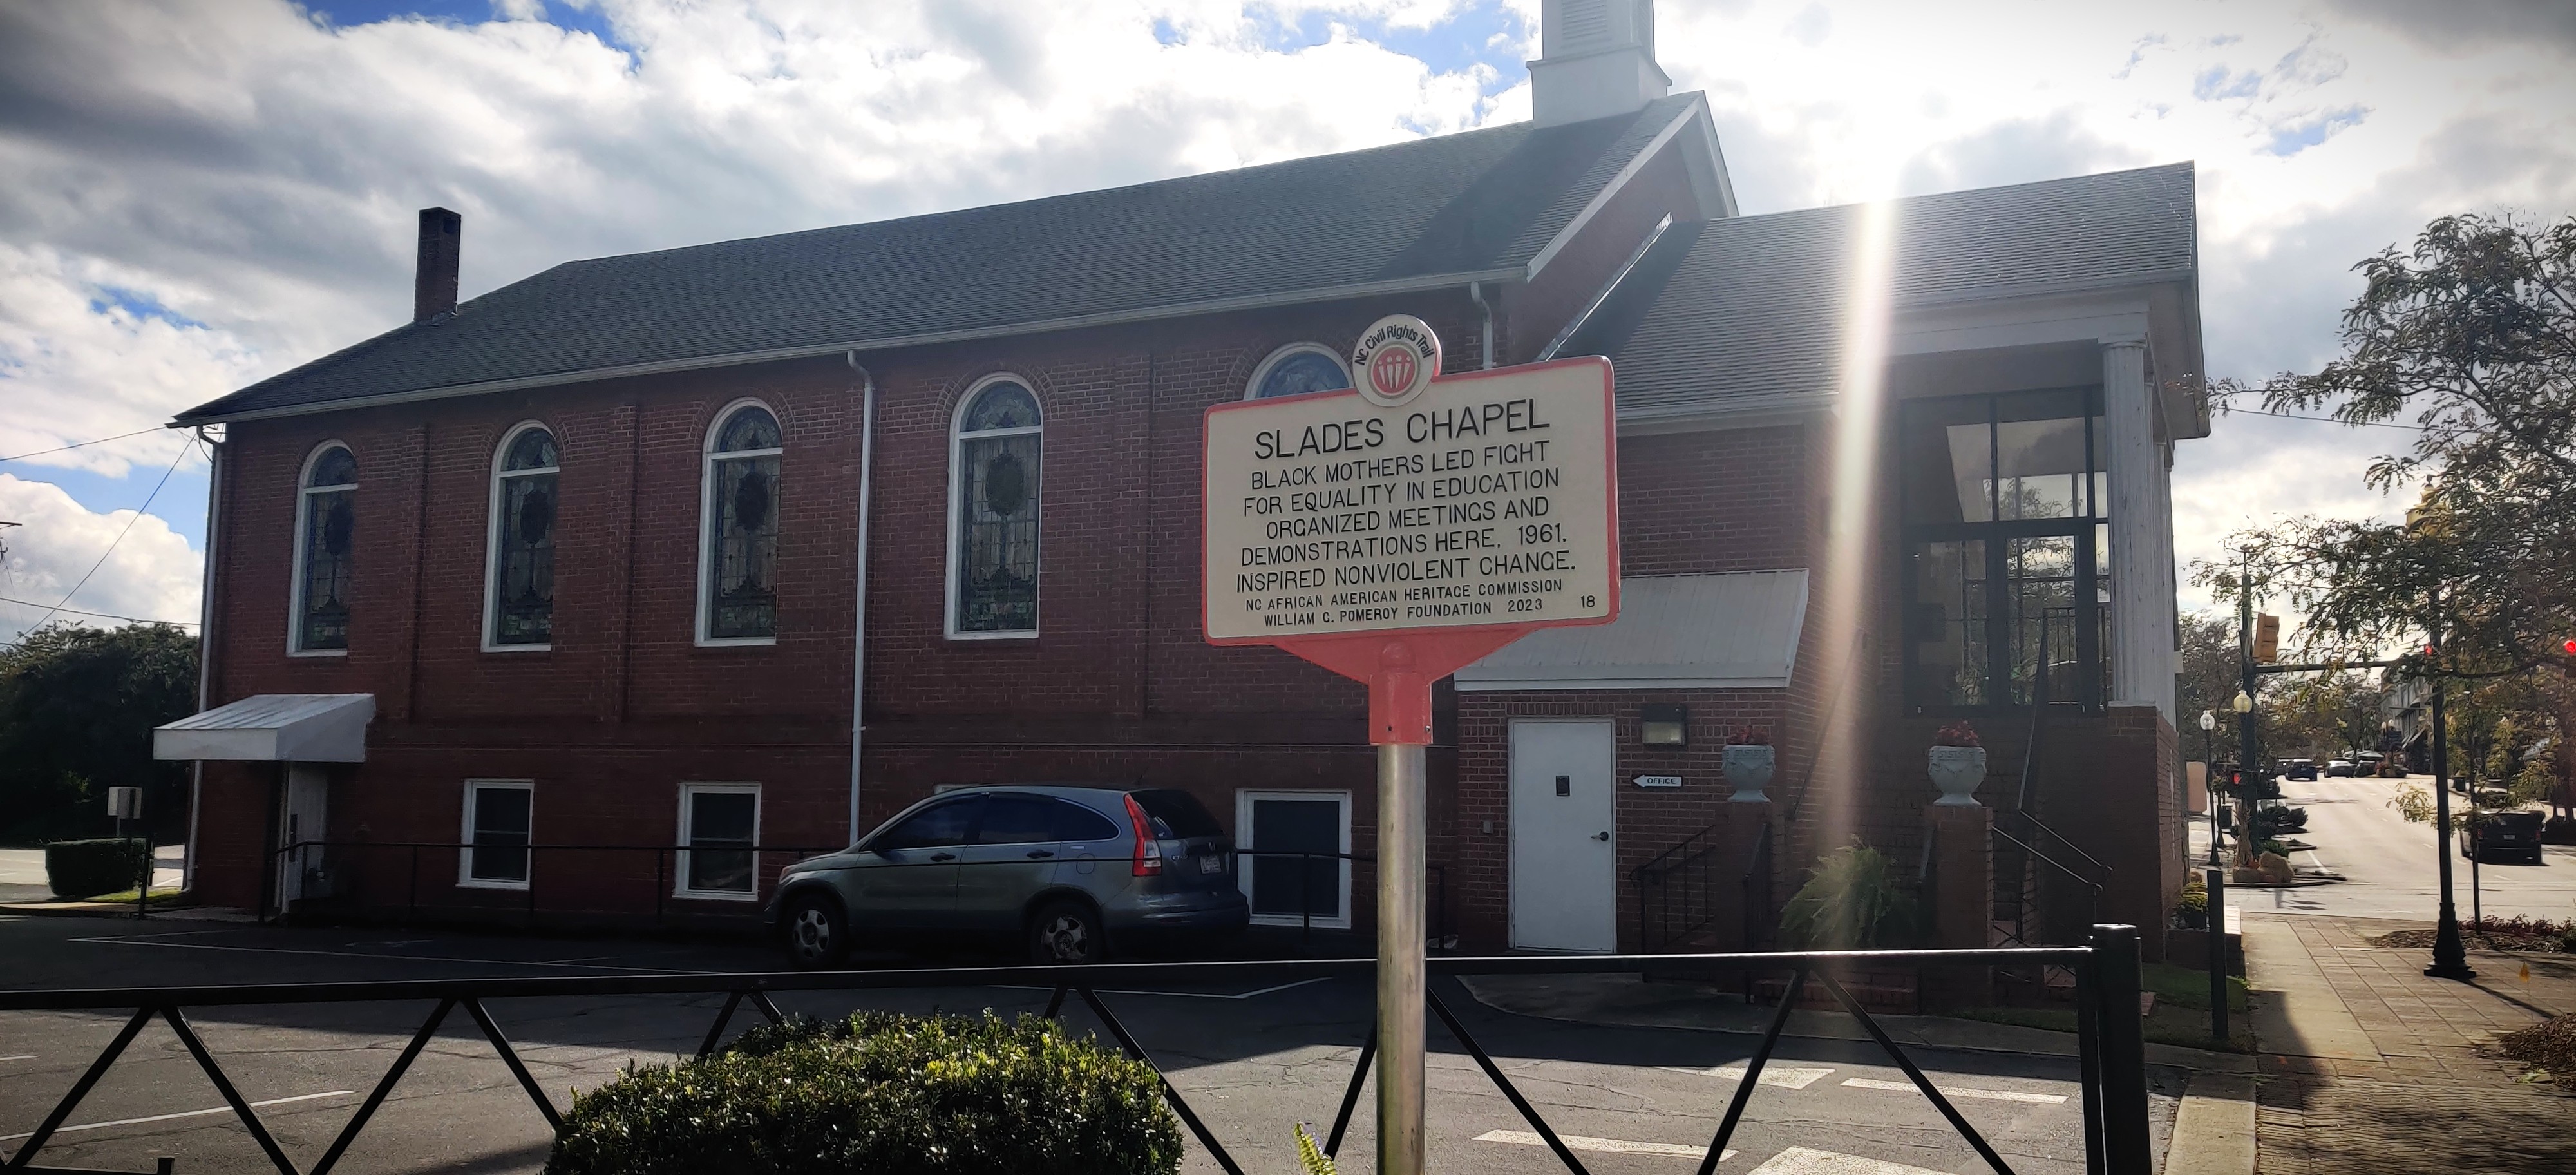 NC Civil Rights Trail
SLADES CHAPEL
BLACK MOTHERS LED FIGHT
FOR EQUALITY IN EDUCATION
ORGANIZED MEETINGS AND
DEMONSTRATIONS HERE, 1961.
INSPIRED NONVIOLENT CHANGE.
NC AFRICAN AMERICAN HERITAGE COMMISSION
WILLIAM G. POMEROY FOUNDATION 2023 18
OFFICE